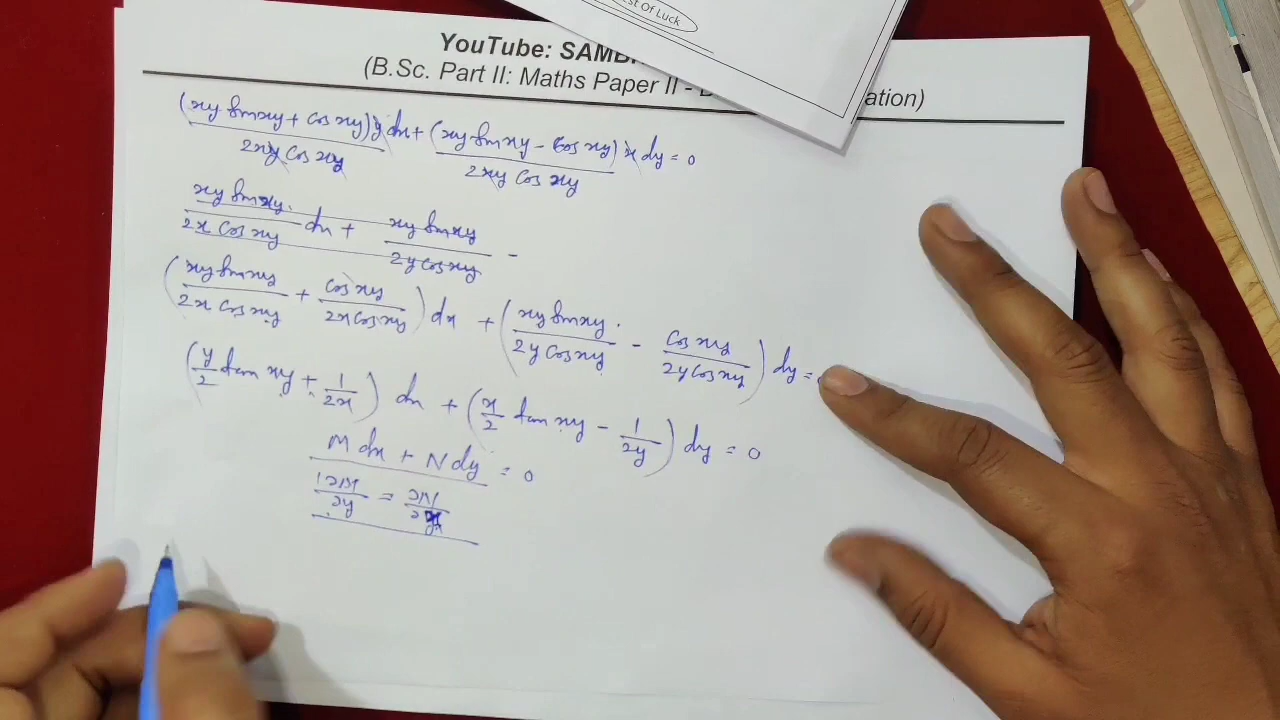 est Of Luck
YouTube: SAMB
(B.Sc. Part II: Maths Paper II - D ation)
(xy sin xy + cos xy) y dx / 2xy cos xy + (xy sin xy - cos xy) x dy / 2xy cos xy = 0
xy sin xy / 2x cos xy dx + xy sin xy / 2y cos xy -
(xy sin xy / 2x cos xy + cos xy / 2x cos xy) dx + (xy sin xy / 2y cos xy - cos xy / 2y cos xy) dy =
(y/2 tan xy + 1/2x) dx + (x/2 tan xy - 1/2y) dy = 0
M dx + N dy = 0
∂M/∂y = ∂N/∂x